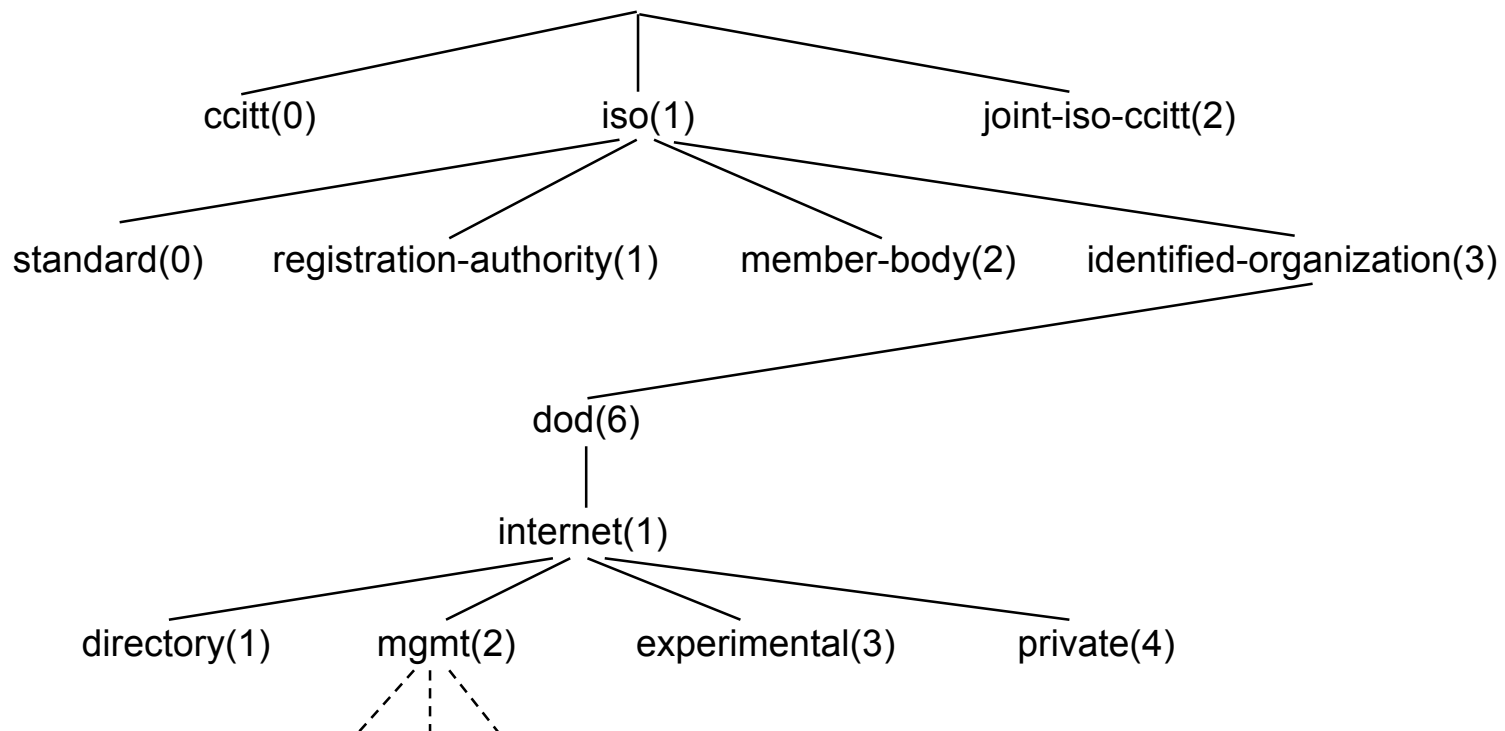 ccitt(0) iso(1) joint-iso-ccitt(2)
standard(0) registration-authority(1) member-body(2) identified-organization(3)
dod(6)
internet(1)
directory(1) mgmt(2) experimental(3) private(4)